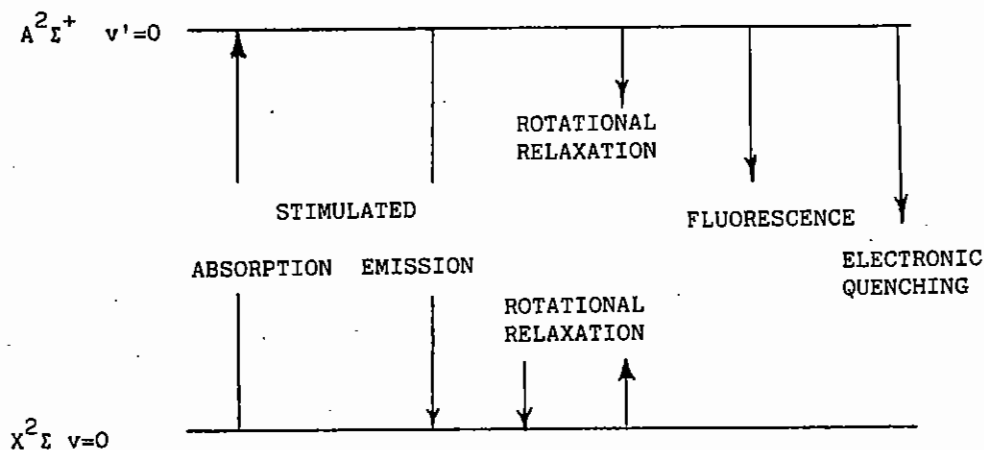 A²Σ⁺ v'=0
ROTATIONAL
RELAXATION
STIMULATED
FLUORESCENCE
ABSORPTION EMISSION
ELECTRONIC
QUENCHING
ROTATIONAL
RELAXATION
X²Σ v=0